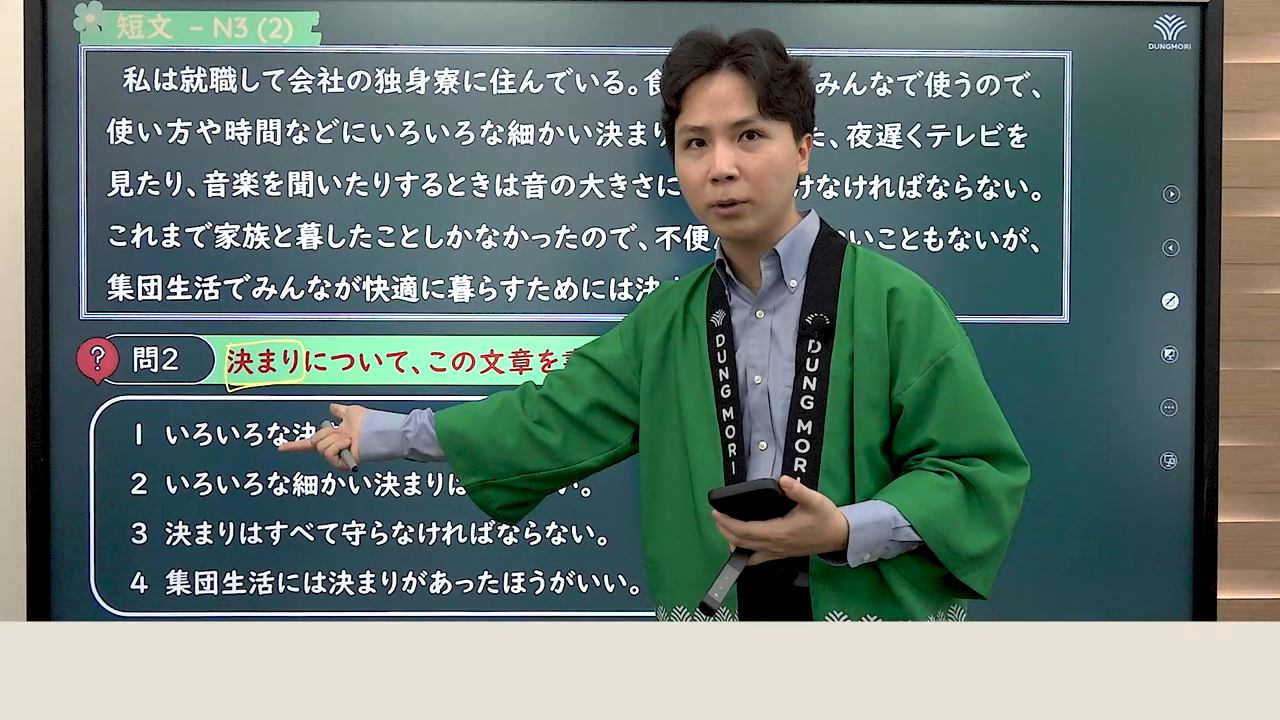 短文 - N3 (2)
DUNGMORI
私は就職して会社の独身寮に住んでいる。食 みんなで使うので、
使い方や時間などにいろいろな細かい決まり 、夜遅くテレビを
見たり、音楽を聞いたりするときは音の大きさに けなければならない。
これまで家族と暮したことしかなかったので、不便 いこともないが、
集団生活でみんなが快適に暮らすためには決
? 問2 決まりについて、この文章を
1 いろいろな決
2 いろいろな細かい決まりは い。
3 決まりはすべて守らなければならない。
4 集団生活には決まりがあったほうがいい。
DUNG MORI
DUNG MORI